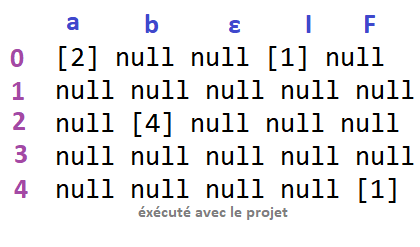 a b ε I F
0 [2] null null [1] null
1 null null null null null
2 null [4] null null null
3 null null null null null
4 null null null null [1]
éxécuté avec le projet